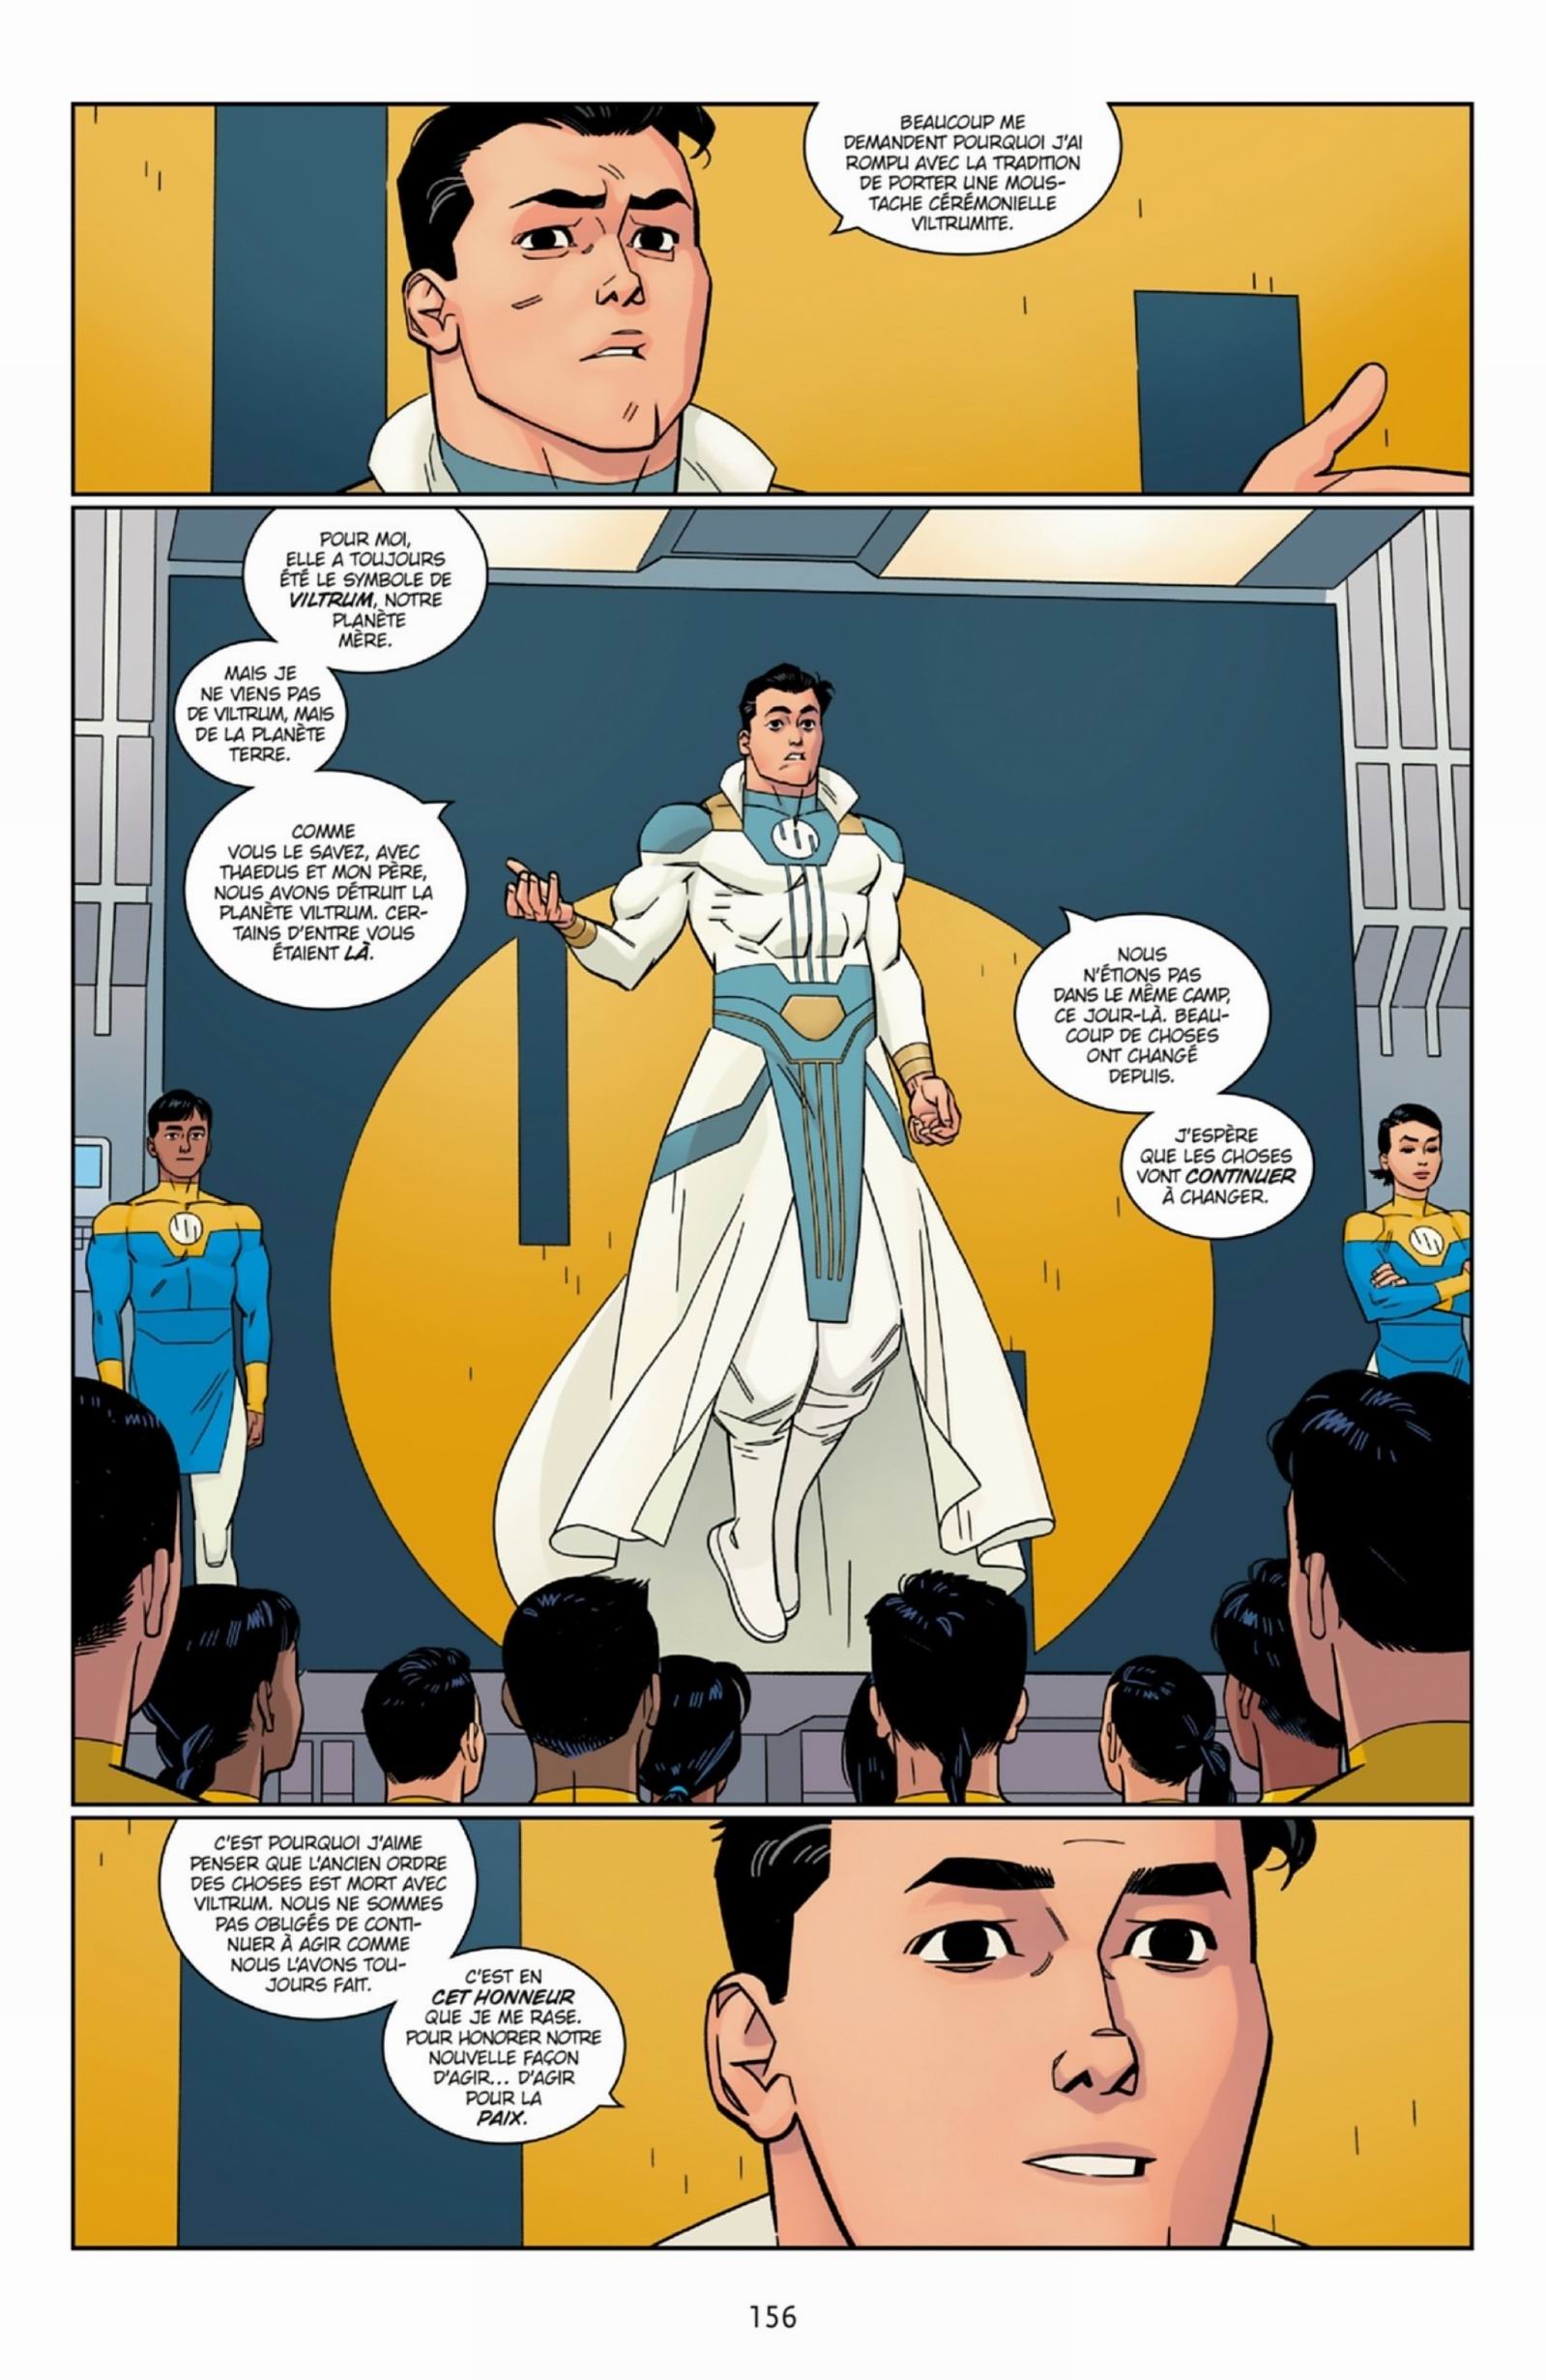 BEAUCOUP ME
DEMANDENT POURQUOI J'AI
ROMPU AVEC LA TRADITION
DE PORTER UNE MOUS-
TACHE CÉRÉMONIELLE
VILTRUMITE.
POUR MOI,
ELLE A TOUJOURS
ÉTÉ LE SYMBOLE DE
VILTRUM, NOTRE
PLANÈTE
MÈRE.
MAIS JE
NE VIENS PAS
DE VILTRUM, MAIS
DE LA PLANÈTE
TERRE.
COMME
VOUS LE SAVEZ, AVEC
THAEDUS ET MON PÈRE,
NOUS AVONS DÉTRUIT LA
PLANÈTE VILTRUM. CER-
TAINS D'ENTRE VOUS
ÉTAIENT LÀ.
NOUS
N'ÉTIONS PAS
DANS LE MÊME CAMP,
CE JOUR-LÀ. BEAU-
COUP DE CHOSES
ONT CHANGÉ
DEPUIS.
J'ESPÈRE
QUE LES CHOSES
VONT CONTINUER
À CHANGER.
C'EST POURQUOI J'AIME
PENSER QUE L'ANCIEN ORDRE
DES CHOSES EST MORT AVEC
VILTRUM. NOUS NE SOMMES
PAS OBLIGÉS DE CONTI-
NUER À AGIR COMME
NOUS L'AVONS TOU-
JOURS FAIT.
C'EST EN
CET HONNEUR
QUE JE ME RASE.
POUR HONORER NOTRE
NOUVELLE FAÇON
D'AGIR... D'AGIR
POUR LA
PAIX.
156